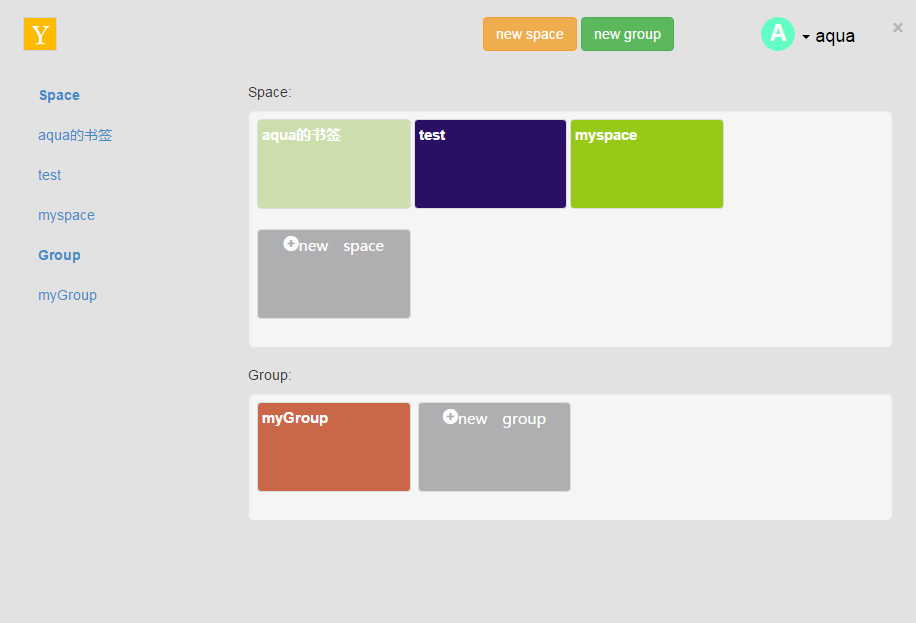 Y
new space
new group
A
aqua
×
Space
aqua的书签
test
myspace
Group
myGroup
Space:
aqua的书签
test
myspace
new space
Group:
myGroup
new group